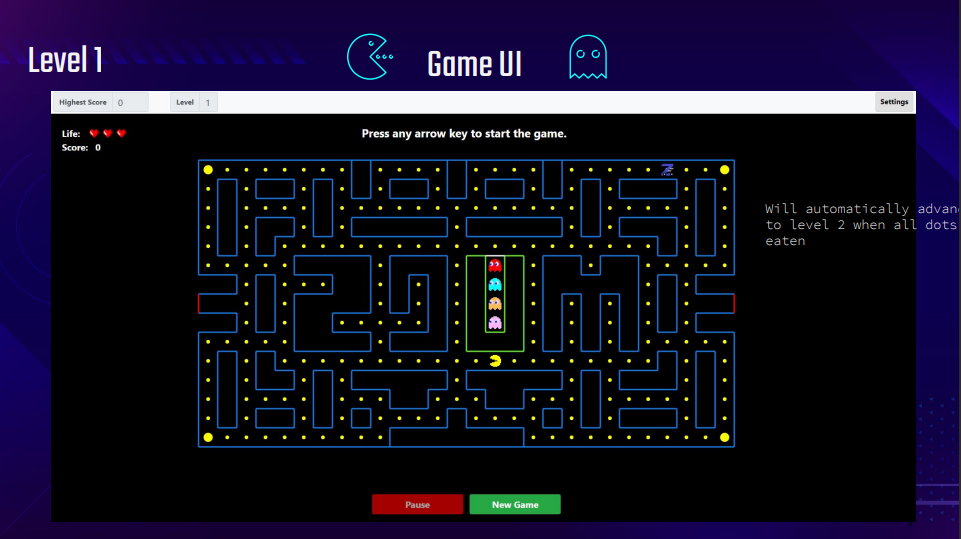 Level 1
Game UI
Highest Score 0 Level 1 Settings
Life:
Score: 0
Press any arrow key to start the game.
Will automatically
to level 2 when all dots
eaten
Pause New Game